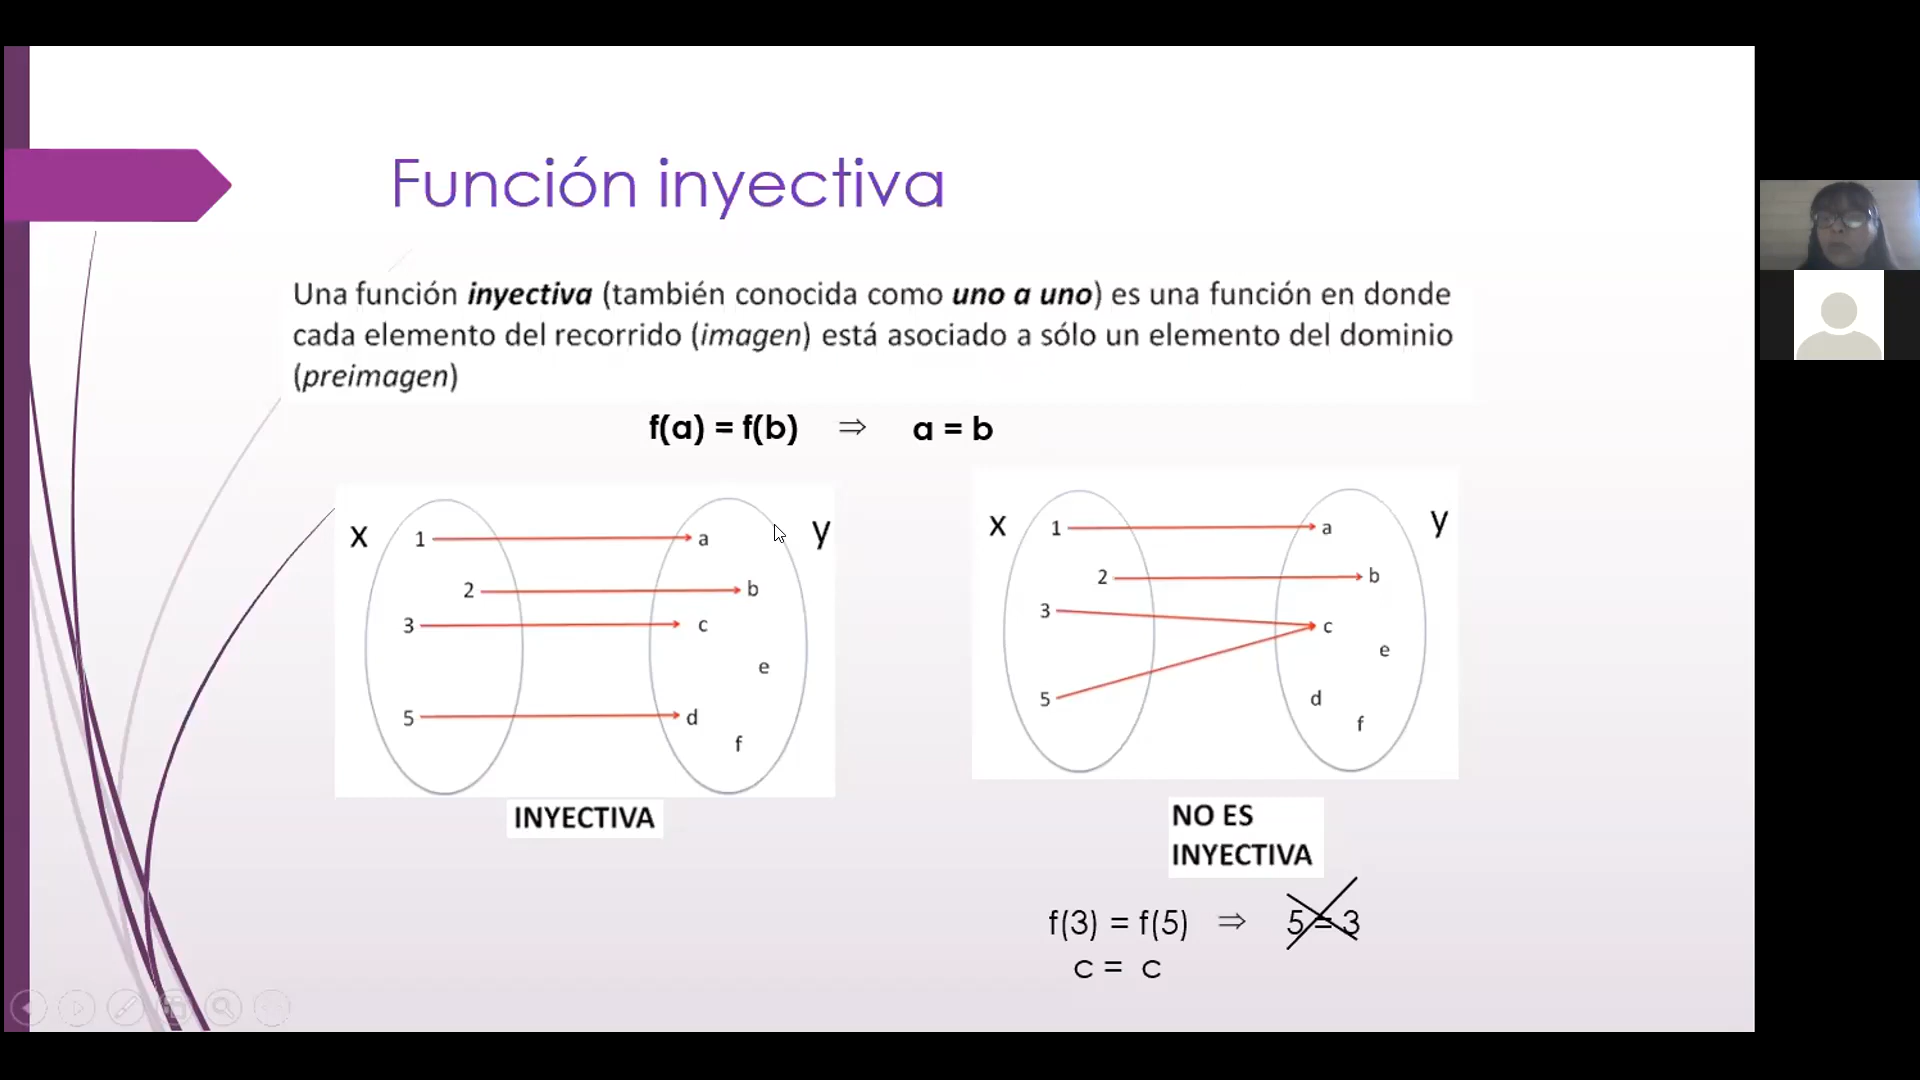 Función inyectiva
Una función inyectiva (también conocida como uno a uno) es una función en donde
cada elemento del recorrido (imagen) está asociado a sólo un elemento del dominio
(preimagen)
f(a) = f(b) ⇒ a = b
x 1 a y
2 b
3 c
e
5 d
f
INYECTIVA
x 1 a y
2 b
3 c
e
5 d
f
NO ES
INYECTIVA
f(3) = f(5) ⇒ 5 = 3
c = c